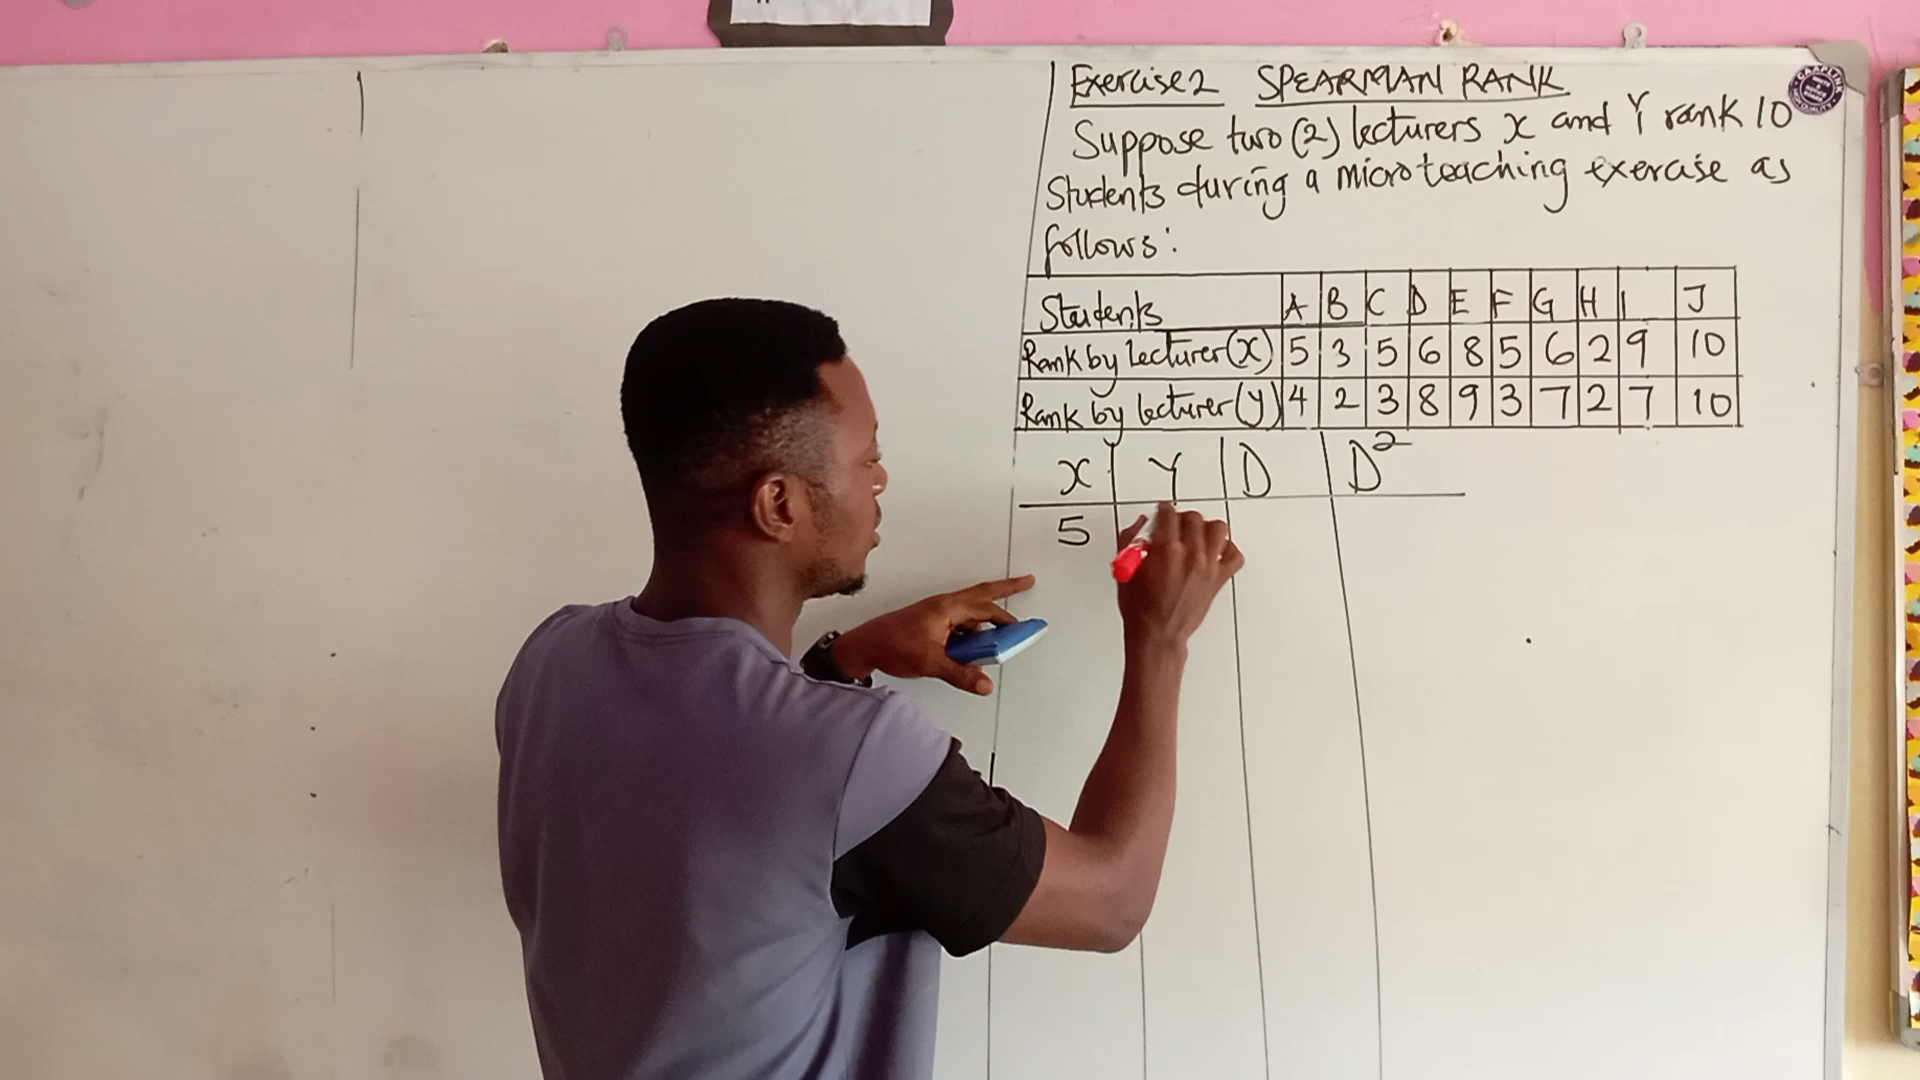 Exercise 2 SPEARMAN RANK
Suppose two (2) lecturers x and Y rank 10
Students during a microteaching exercise as
follows:
Students A B C D E F G H I J
Rank by Lecturer (x) 5 3 5 6 8 5 6 2 9 10
Rank by lecturer (y) 4 2 3 8 9 3 7 2 7 10
x Y D D²
5